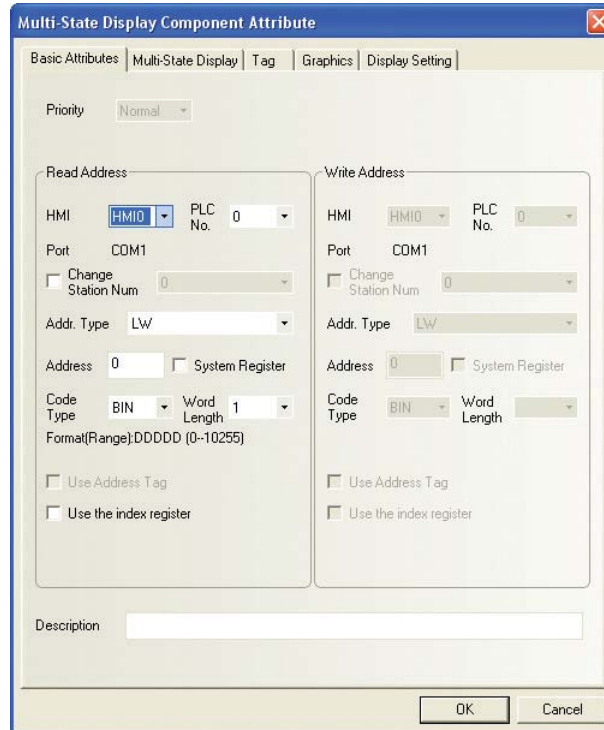 Multi-State Display Component Attribute
Basic Attributes Multi-State Display Tag Graphics Display Setting
Priority Normal
Read Address
HMI HMI0 PLC No. 0
Port COM1
Change Station Num 0
Addr. Type LW
Address 0 System Register
Code Type BIN Word Length 1
Format(Range):DDDDD (0--10255)
Use Address Tag
Use the index register
Write Address
HMI HMI0 PLC No. 0
Port COM1
Change Station Num 0
Addr. Type LW
Address 0 System Register
Code Type BIN Word Length
Use Address Tag
Use the index register
Description
OK Cancel